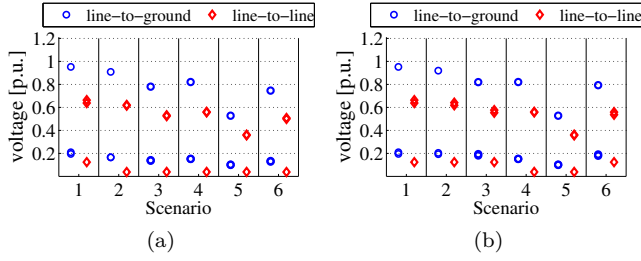 line−to−ground line−to−line
1.2
1
0.8
0.6
0.4
0.2
voltage [p.u.]
1 2 3 4 5 6
Scenario
(a)
line−to−ground line−to−line
1.2
1
0.8
0.6
0.4
0.2
voltage [p.u.]
1 2 3 4 5 6
Scenario
(b)